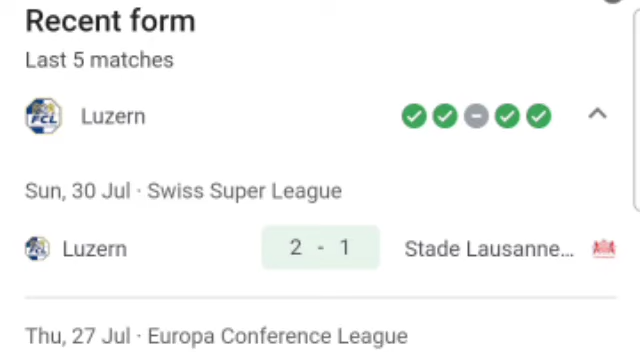 Recent form
Last 5 matches
FCL Luzern
Sun, 30 Jul · Swiss Super League
Luzern 2 - 1 Stade Lausanne...
Thu, 27 Jul · Europa Conference League